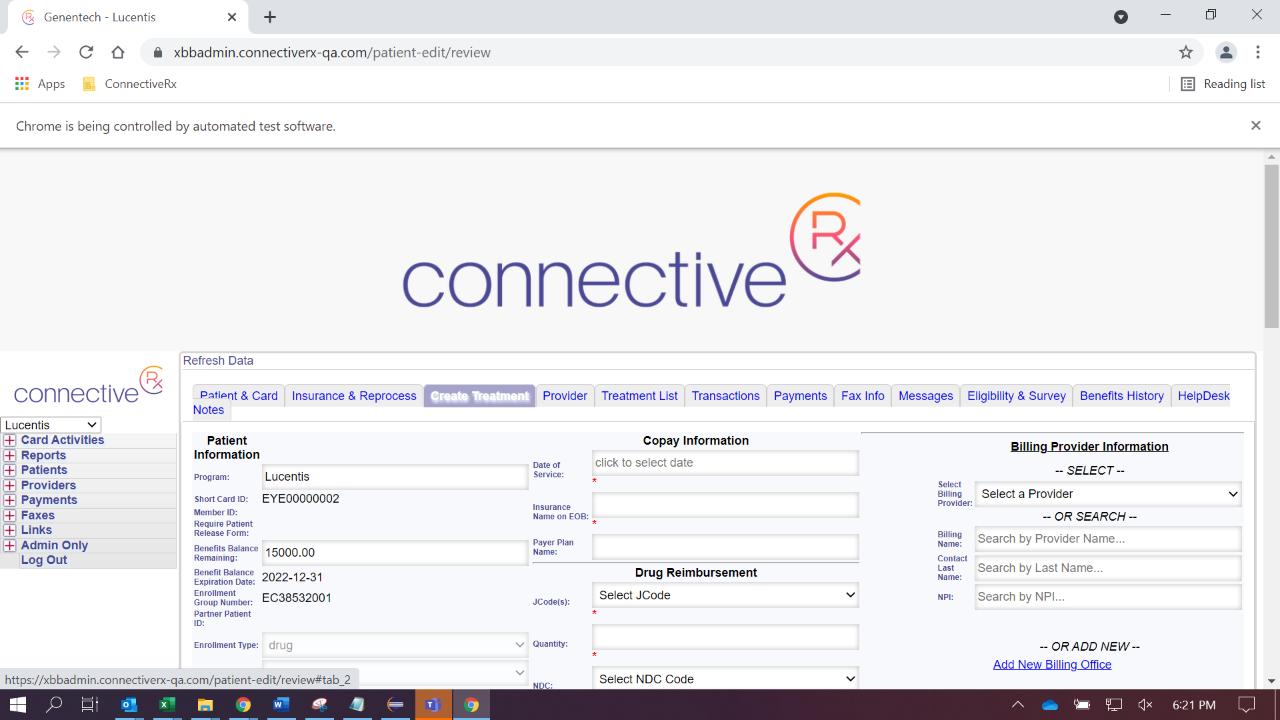 Genentech - Lucentis
xbbadmin.connectiverx-qa.com/patient-edit/review
Apps ConnectiveRx Reading list
Chrome is being controlled by automated test software.
connective Rx
Refresh Data
connective Rx
Lucentis
Card Activities
Reports
Patients
Providers
Payments
Faxes
Links
Admin Only
Log Out
Patient & Card Insurance & Reprocess Create Treatment Provider Treatment List Transactions Payments Fax Info Messages Eligibility & Survey Benefits History HelpDesk
Notes
Patient
Information
Program: Lucentis
Short Card ID: EYE00000002
Member ID:
Require Patient
Release Form:
Benefits Balance
Remaining: 15000.00
Benefit Balance
Expiration Date: 2022-12-31
Enrollment
Group Number: EC38532001
Partner Patient
ID:
Enrollment Type: drug
Copay Information
Date of
Service: click to select date
*
Insurance
Name on EOB:
*
Payer Plan
Name:
Drug Reimbursement
JCode(s): Select JCode
*
Quantity:
*
NDC: Select NDC Code
Billing Provider Information
-- SELECT --
Select
Billing
Provider: Select a Provider
-- OR SEARCH --
Billing
Name: Search by Provider Name...
Contact
Last
Name: Search by Last Name...
NPI: Search by NPI...
-- OR ADD NEW --
Add New Billing Office
https://xbbadmin.connectiverx-qa.com/patient-edit/review#tab_2
6:21 PM